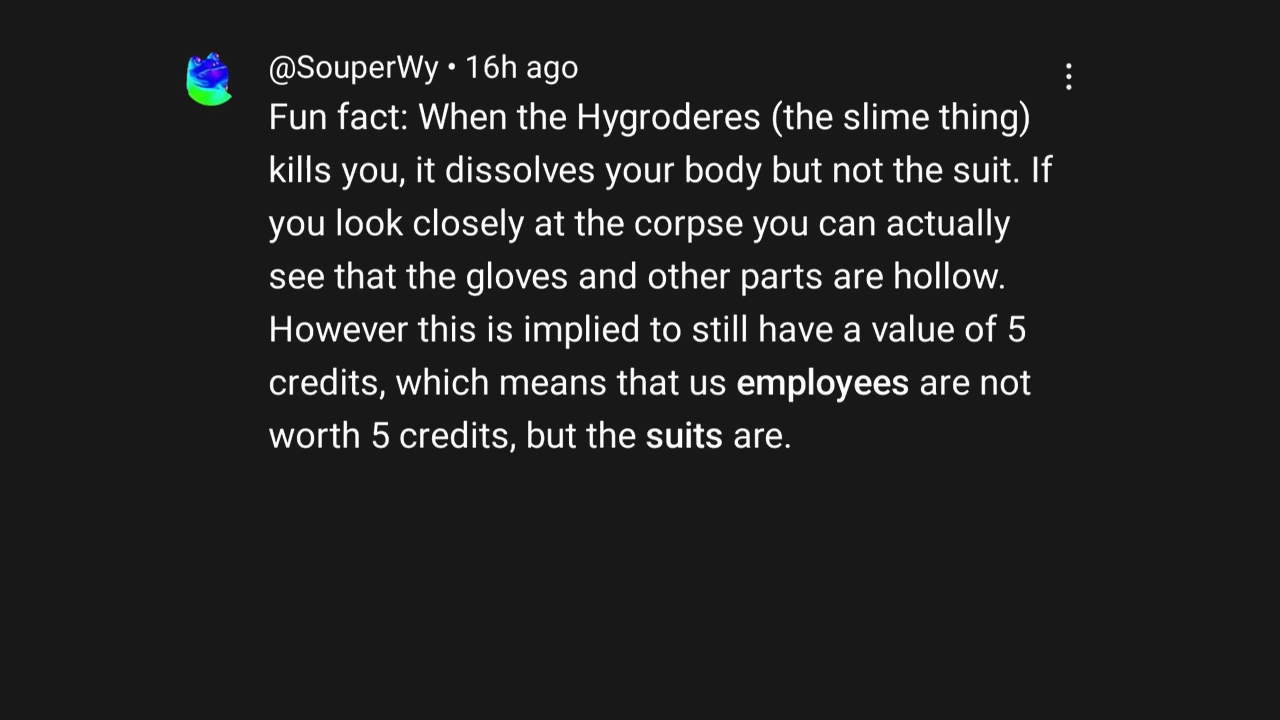 @SouperWy • 16h ago
Fun fact: When the Hygroderes (the slime thing)
kills you, it dissolves your body but not the suit. If
you look closely at the corpse you can actually
see that the gloves and other parts are hollow.
However this is implied to still have a value of 5
credits, which means that us employees are not
worth 5 credits, but the suits are.